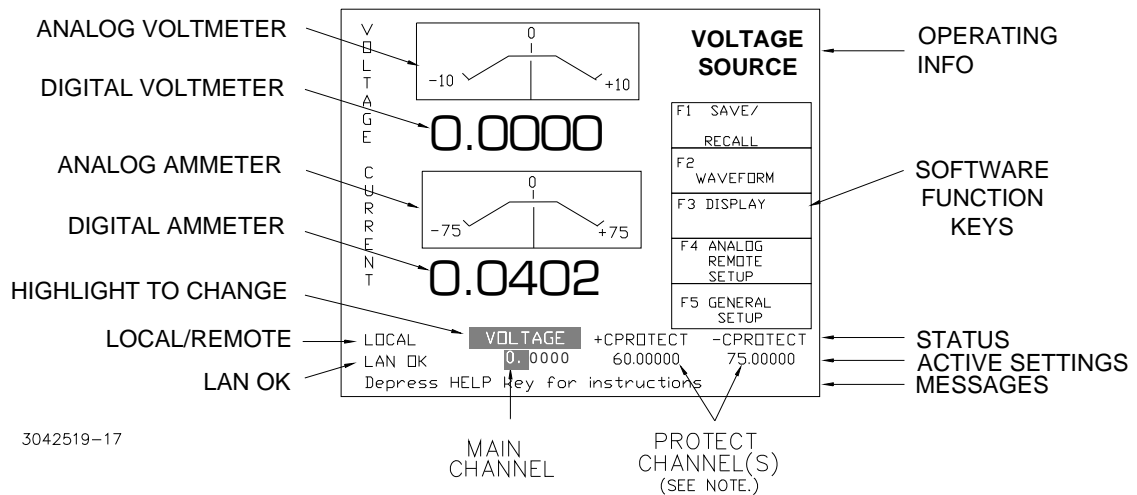 ANALOG VOLTMETER
DIGITAL VOLTMETER
ANALOG AMMETER
DIGITAL AMMETER
HIGHLIGHT TO CHANGE
LOCAL/REMOTE
LAN OK
VOLTAGE
CURRENT
0
-10
+10
0.0000
0
-75
+75
0.0402
VOLTAGE
SOURCE
F1 SAVE/
RECALL
F2
WAVEFORM
F3 DISPLAY
F4 ANALOG
REMOTE
SETUP
F5 GENERAL
SETUP
LOCAL VOLTAGE +CPROTECT -CPROTECT
LAN OK 0.0000 60.00000 75.00000
Depress HELP key for instructions
OPERATING
INFO
SOFTWARE
FUNCTION
KEYS
STATUS
ACTIVE SETTINGS
MESSAGES
MAIN
CHANNEL
PROTECT
CHANNEL(S)
(SEE NOTE.)
3042519-17